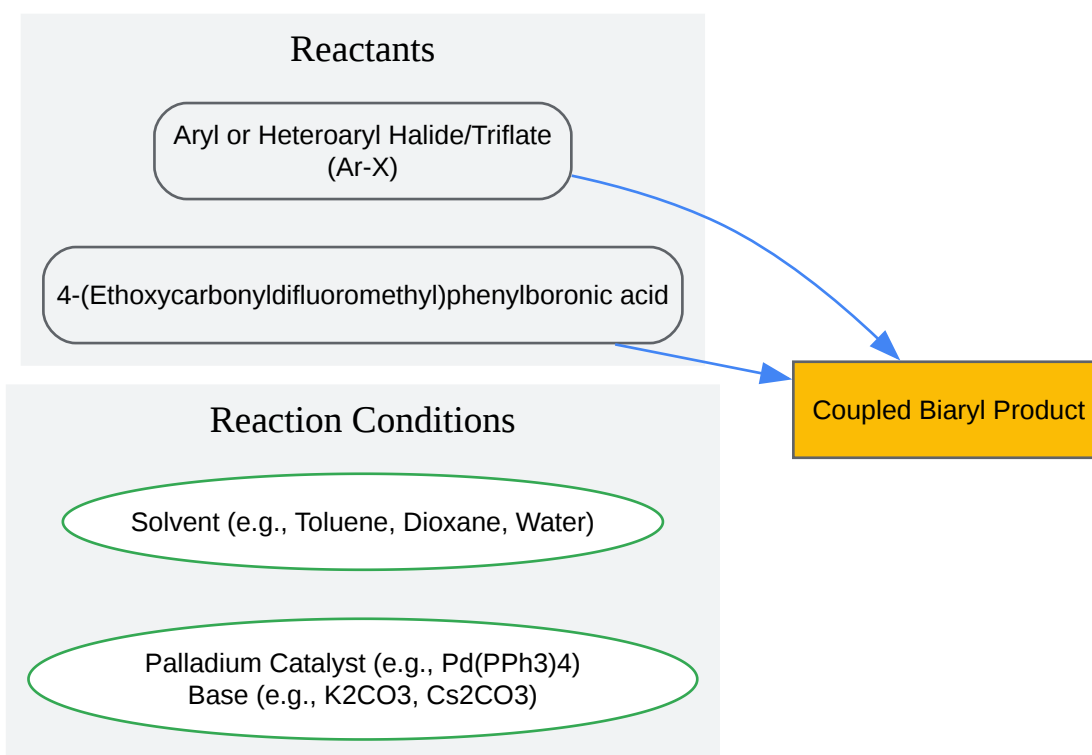 Reactants
Aryl or Heteroaryl Halide/Triflate
(Ar-X)
4-(Ethoxycarbonyldifluoromethyl)phenylboronic acid
Coupled Biaryl Product
Reaction Conditions
Solvent (e.g., Toluene, Dioxane, Water)
Palladium Catalyst (e.g., Pd(PPh3)4)
Base (e.g., K2CO3, Cs2CO3)